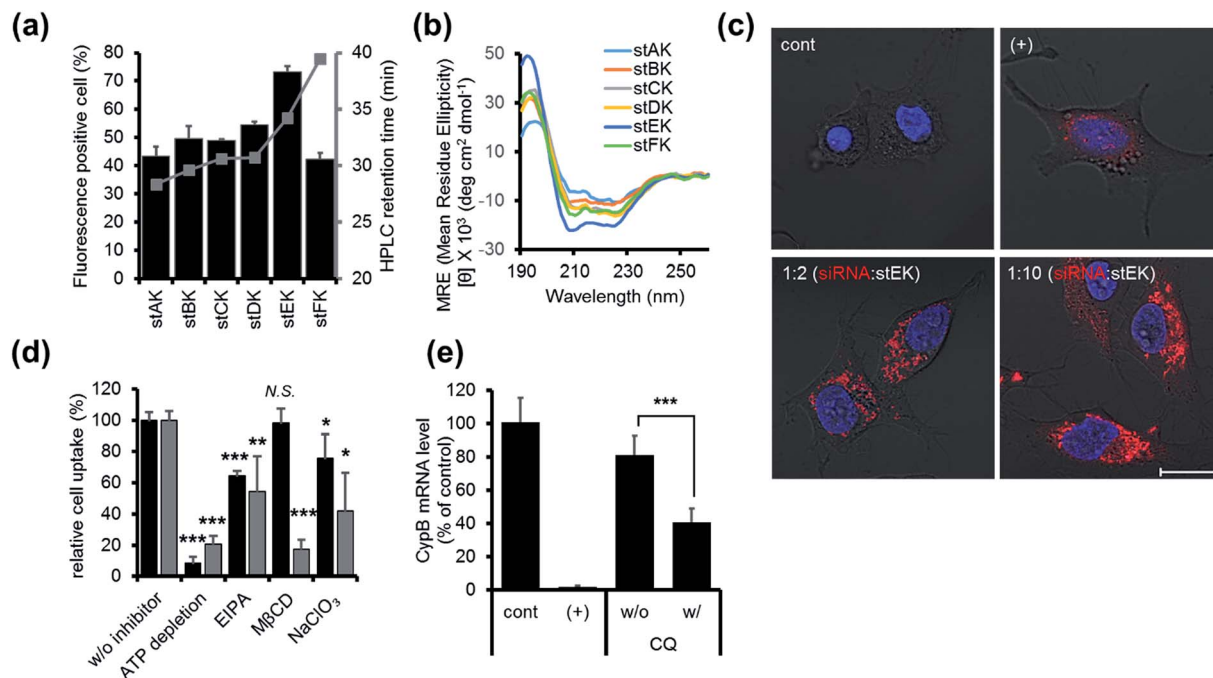 (a)
Fluorescence positive cell (%)
80
70
60
50
40
30
20
10
0
40
35
30
25
20
HPLC retention time (min)
stAK
stBK
stCK
stDK
stEK
stFK
(b)
MRE (Mean Residue Ellipticity)
[θ] X 10³ (deg cm² dmol⁻¹)
50
30
10
-10
-30
190
210
230
250
Wavelength (nm)
stAK
stBK
stCK
stDK
stEK
stFK
(c)
cont
(+)
1:2 (siRNA:stEK)
1:10 (siRNA:stEK)
(d)
relative cell uptake (%)
120
100
80
60
40
20
0
***
***
***
**
N.S.
***
*
*
w/o inhibitor
ATP depletion
EIPA
MβCD
NaClO₃
(e)
CypB mRNA level
(% of control)
120
100
80
60
40
20
0
***
cont
(+)
w/o
w/
CQ